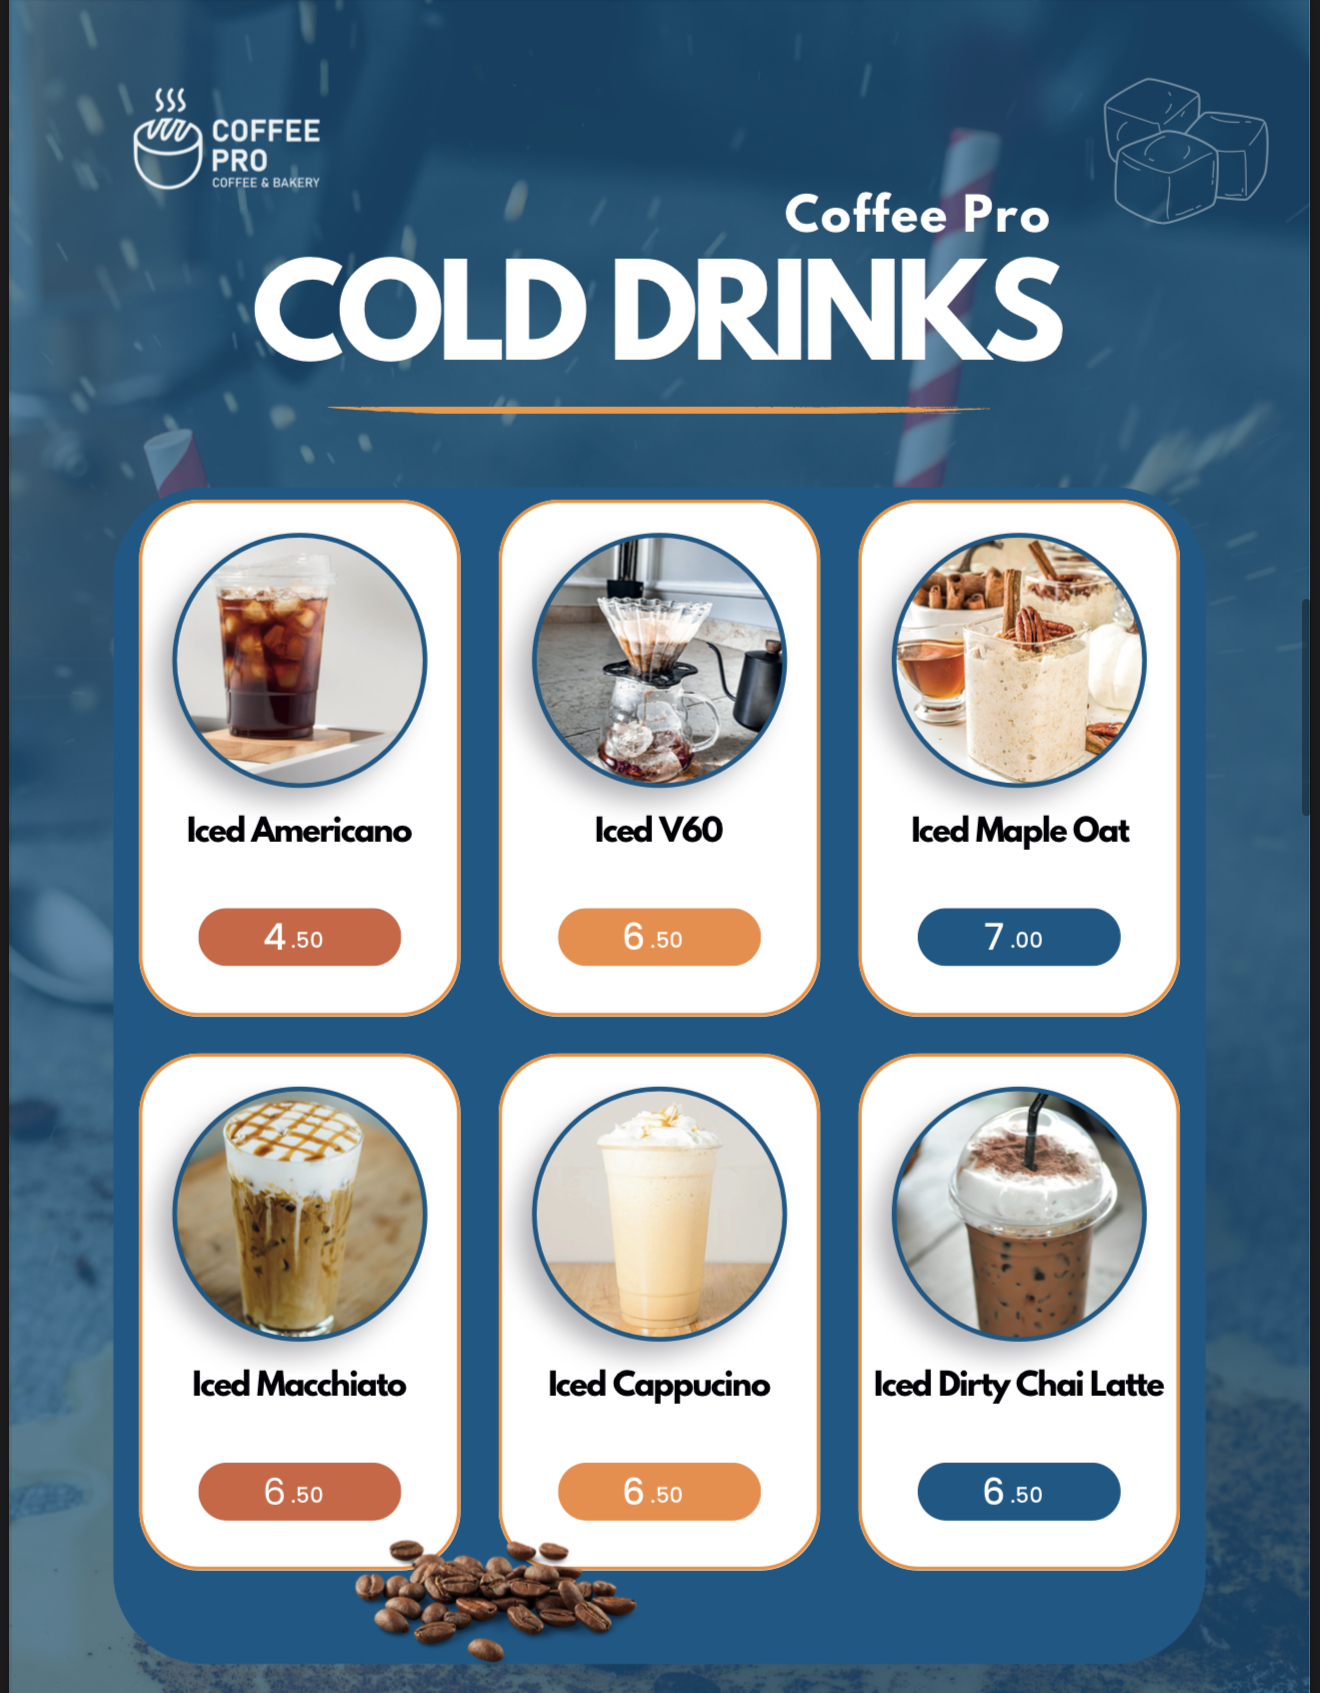 COFFEE
PRO
COFFEE & BAKERY
Coffee Pro
COLD DRINKS
Iced Americano
4.50
Iced V60
6.50
Iced Maple Oat
7.00
Iced Macchiato
6.50
Iced Cappucino
6.50
Iced Dirty Chai Latte
6.50